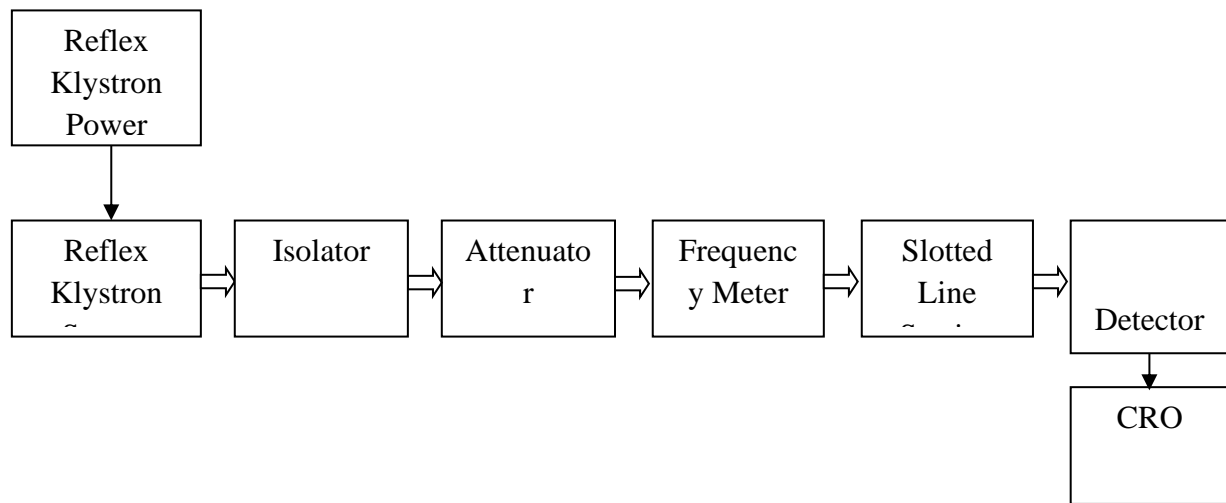 Reflex
Klystron
Power
Reflex
Klystron
Isolator
Attenuato
r
Frequenc
y Meter
Slotted
Line
Detector
CRO